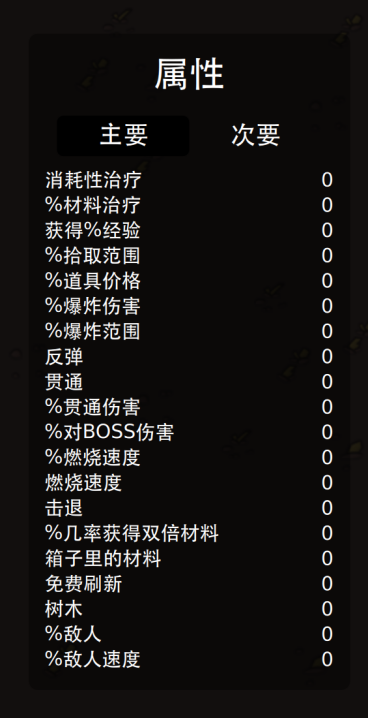 属性
主要 次要
消耗性治疗 0
%材料治疗 0
获得%经验 0
%拾取范围 0
%道具价格 0
%爆炸伤害 0
%爆炸范围 0
反弹 0
贯通 0
%贯通伤害 0
%对BOSS伤害 0
%燃烧速度 0
燃烧速度 0
击退 0
%几率获得双倍材料 0
箱子里的材料 0
免费刷新 0
树木 0
%敌人 0
%敌人速度 0